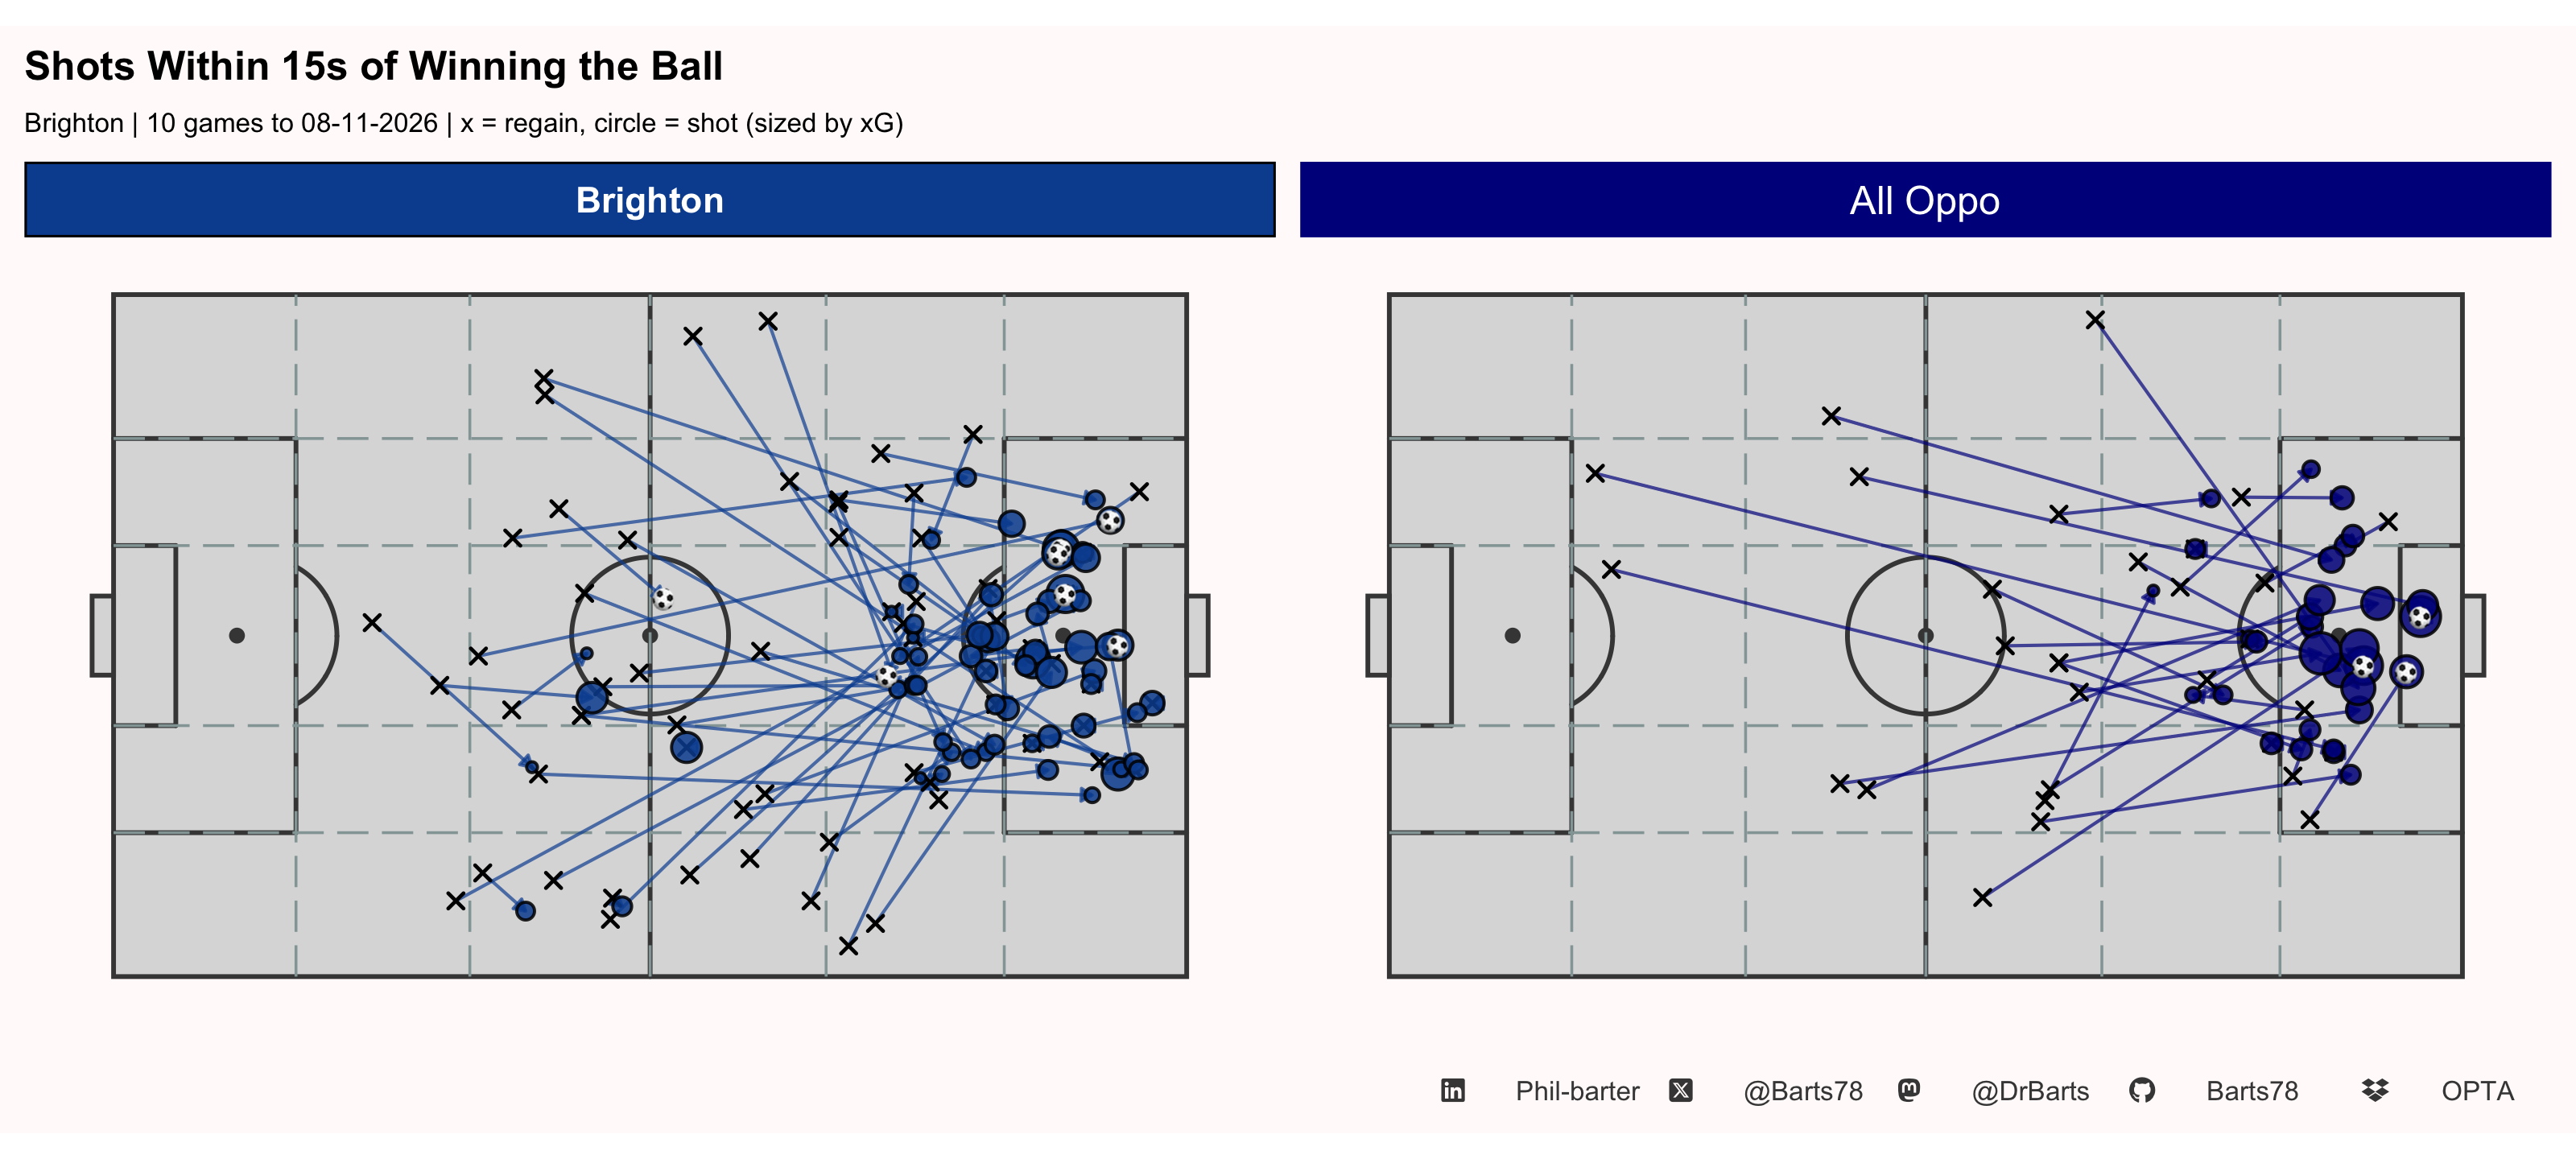 Shots Within 15s of Winning the Ball
Brighton | 10 games to 08-11-2026 | x = regain, circle = shot (sized by xG)
Brighton
All Oppo
Phil-barter @Barts78 @DrBarts Barts78 OPTA